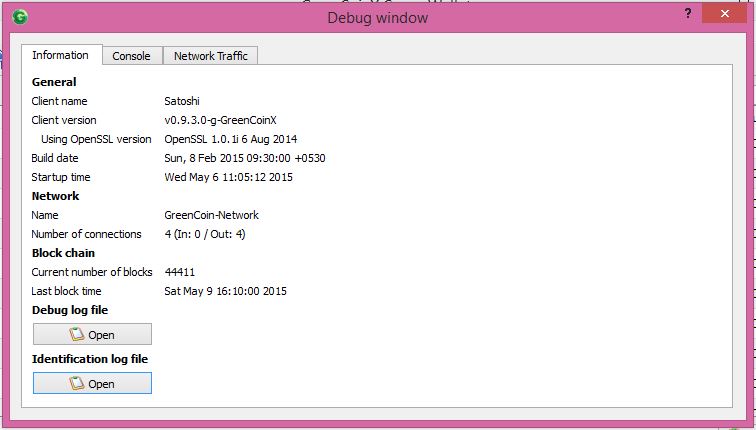 Debug window
?
Information Console Network Traffic
General
Client name Satoshi
Client version v0.9.3.0-g-GreenCoinX
Using OpenSSL version OpenSSL 1.0.1i 6 Aug 2014
Build date Sun, 8 Feb 2015 09:30:00 +0530
Startup time Wed May 6 11:05:12 2015
Network
Name GreenCoin-Network
Number of connections 4 (In: 0 / Out: 4)
Block chain
Current number of blocks 44411
Last block time Sat May 9 16:10:00 2015
Debug log file
Open
Identification log file
Open